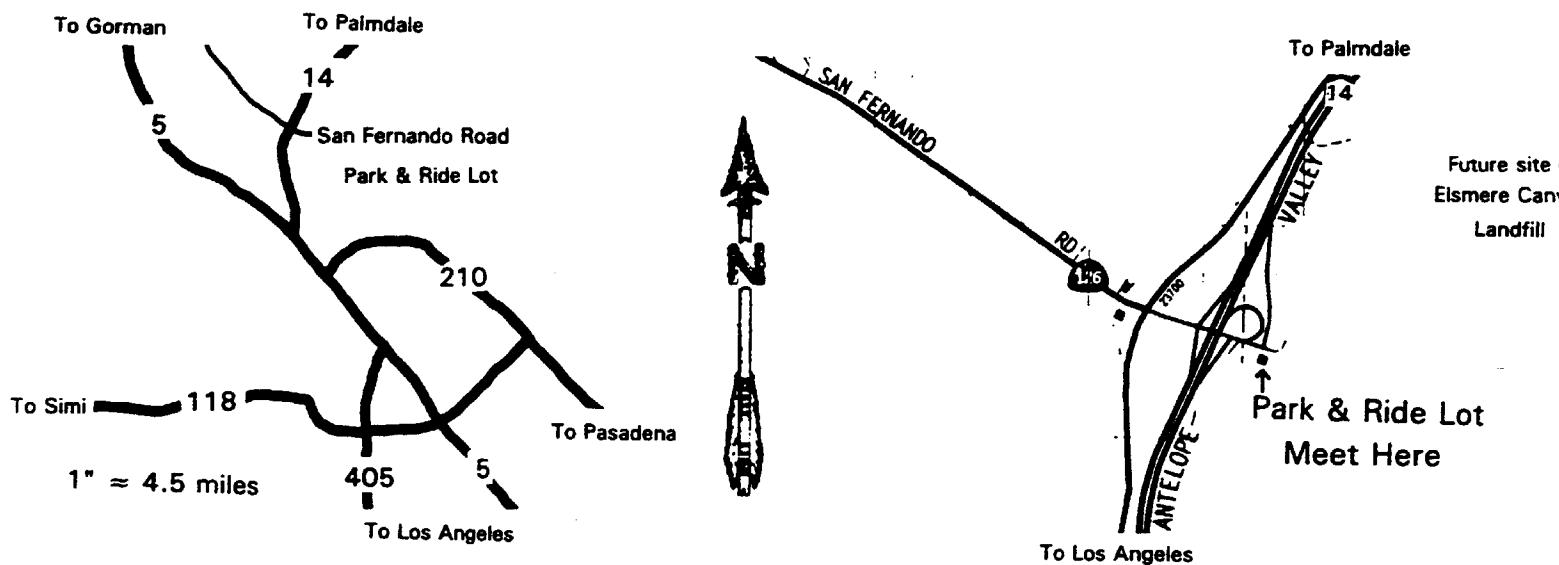 To Gorman
To Palmdale
14
5
San Fernando Road
Park & Ride Lot
210
To Simi
118
To Pasadena
1" ≈ 4.5 miles
405
5
To Los Angeles
N
To Palmdale
14
SAN FERNANDO
RD
126
23700
VALLEY
Future site
Elsmere
Landfill
Park & Ride Lot
Meet Here
ANTELOPE
To Los Angeles